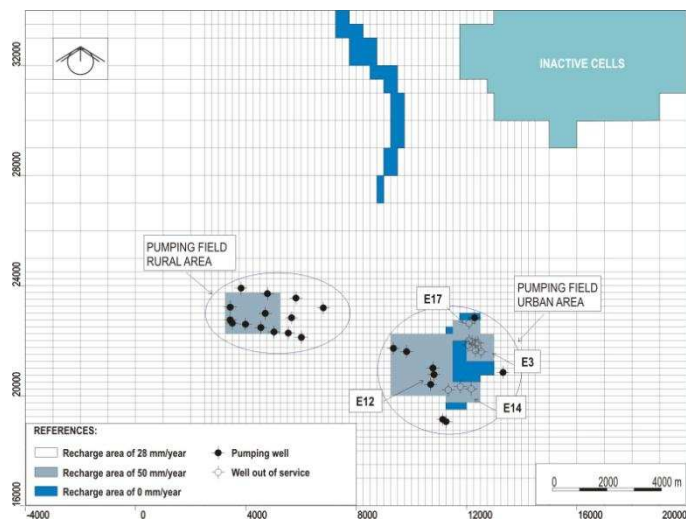 32000
INACTIVE CELLS
28000
PUMPING FIELD
RURAL AREA
24000
E17
PUMPING FIELD
URBAN AREA
E3
20000
E12
E14
REFERENCES:
Recharge area of 28 mm/year
Pumping well
Recharge area of 50 mm/year
Well out of service
Recharge area of 0 mm/year
0 2000 4000 m
16000
-4000 0 4000 8000 12000 16000 20000